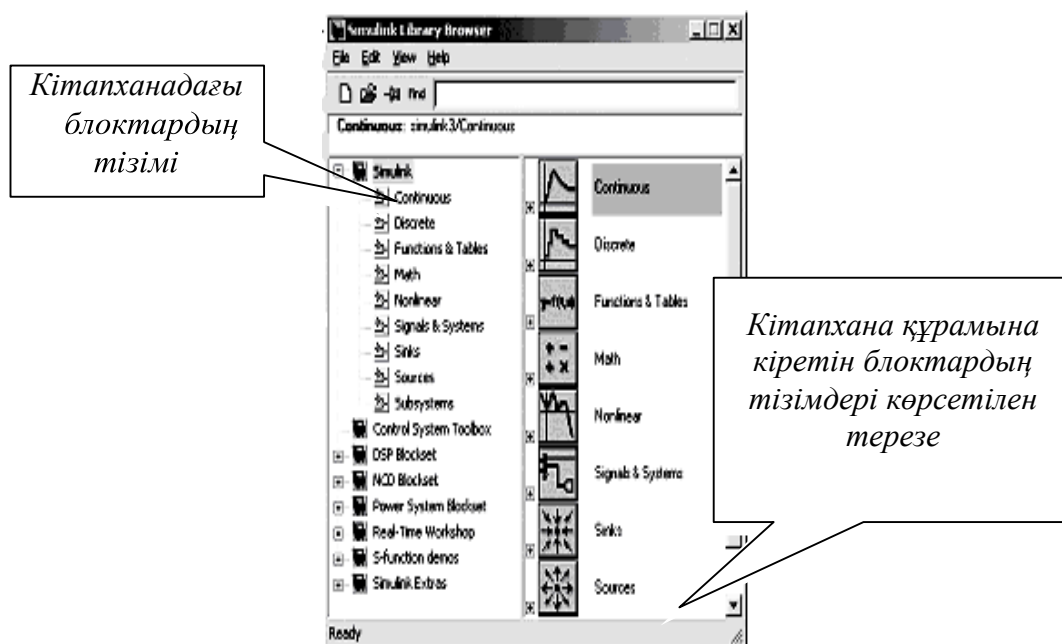 Simulink Library Browser
File Edit View Help
Find
Continuous: simulink3/Continuous
Кітапханадағы
блоктардың
тізімі
Simulink
Continuous
Discrete
Functions & Tables
Math
Nonlinear
Signals & Systems
Sinks
Sources
Subsystems
Control System Toolbox
DSP Blockset
NCD Blockset
Power System Blockset
Real-Time Workshop
S-function demos
Simulink Extras
Continuous
Discrete
y=f(u)
Functions & Tables
Math
Nonlinear
Signals & Systems
Sinks
Sources
Кітапхана құрамына
кіретін блоктардың
тізімдері көрсетілен
терезе
Ready